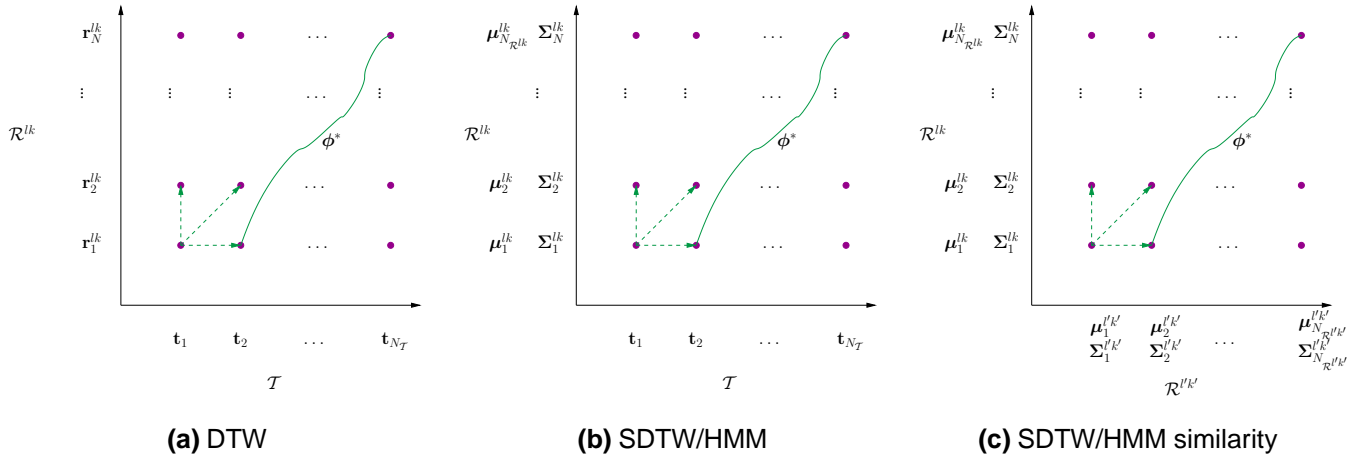 r_N^{lk} . . . μ_{N_{R^{lk}}}^{lk} Σ_N^{lk} . . . μ_{N_{R^{lk}}}^{lk} Σ_N^{lk} . . .
⋮ ⋮ ⋮ . . . ⋮ ⋮ ⋮ ⋮ . . . ⋮ ⋮ ⋮ ⋮ . . . ⋮
R^{lk} ϕ* R^{lk} ϕ* R^{lk} ϕ*
r_2^{lk} . . . μ_2^{lk} Σ_2^{lk} . . . μ_2^{lk} Σ_2^{lk} . . .
r_1^{lk} . . . μ_1^{lk} Σ_1^{lk} . . . μ_1^{lk} Σ_1^{lk} . . .
t_1 t_2 . . . t_{N_T} t_1 t_2 . . . t_{N_T} μ_1^{l'k'} μ_2^{l'k'} . . . μ_{N_{R^{l'k'}}}^{l'k'}
Σ_1^{l'k'} Σ_2^{l'k'} Σ_{N_{R^{l'k'}}}^{l'k'}
T T R^{l'k'}
(a) DTW (b) SDTW/HMM (c) SDTW/HMM similarity